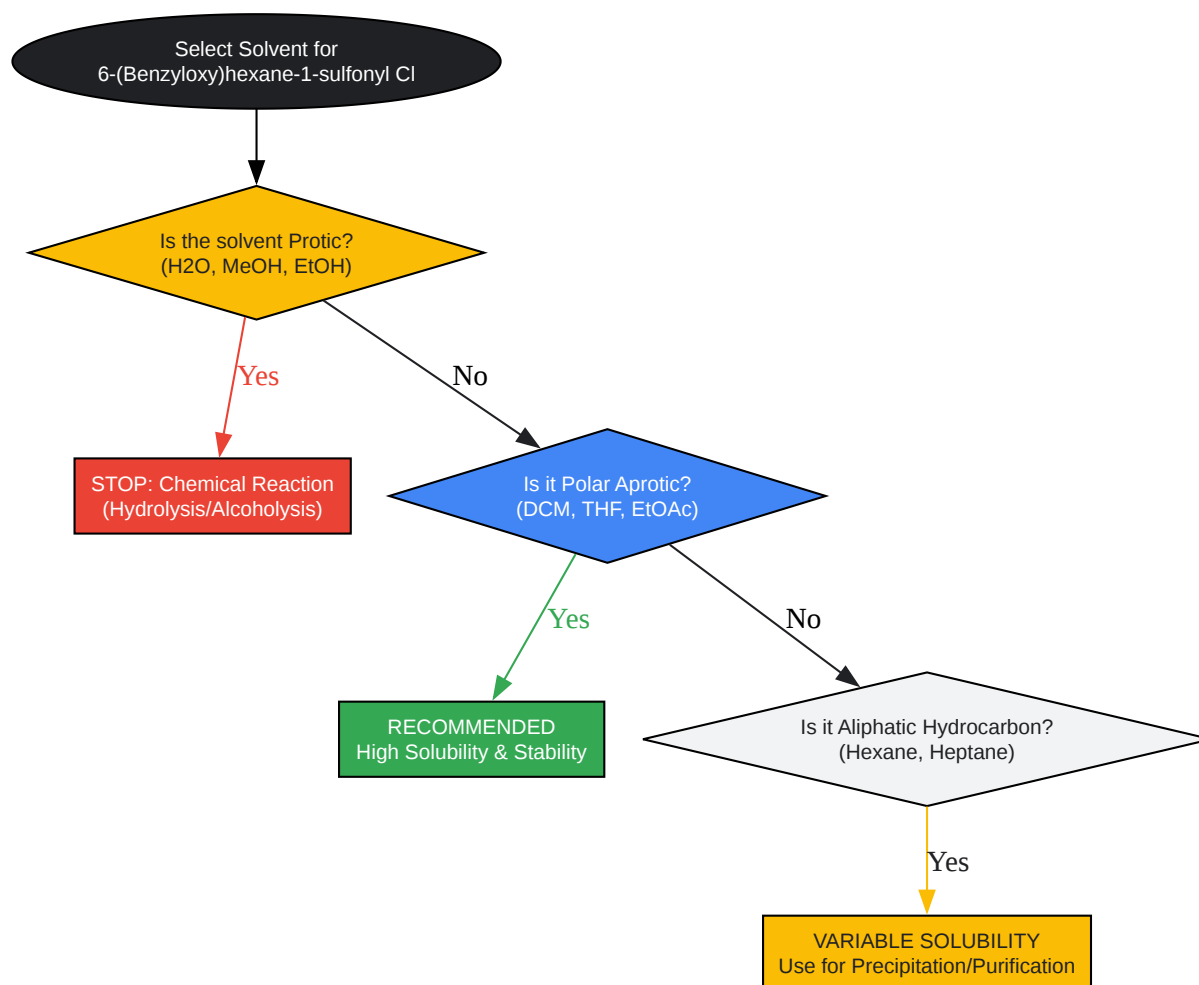 Select Solvent for
6-(Benzyloxy)hexane-1-sulfonyl Cl
Is the solvent Protic?
(H2O, MeOH, EtOH)
Yes
No
STOP: Chemical Reaction
(Hydrolysis/Alcoholysis)
Is it Polar Aprotic?
(DCM, THF, EtOAc)
Yes
No
RECOMMENDED
High Solubility & Stability
Is it Aliphatic Hydrocarbon?
(Hexane, Heptane)
Yes
VARIABLE SOLUBILITY
Use for Precipitation/Purification